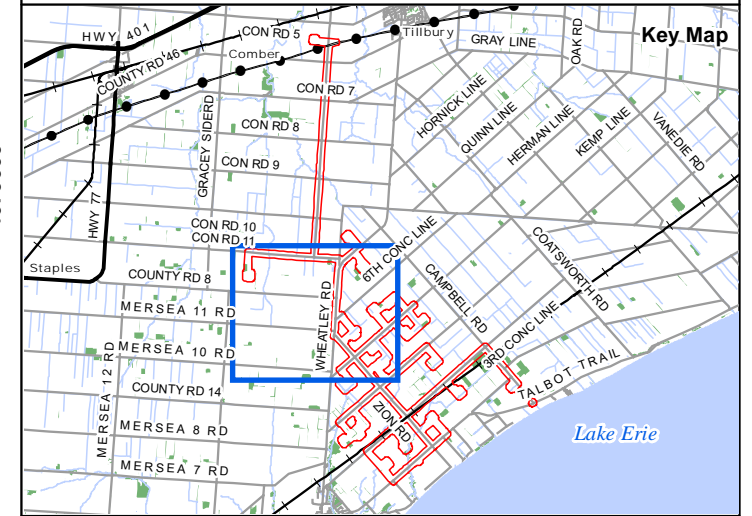 Key Map
HWY 401
CON RD 5
Tillbury
GRAY LINE
OAK RD
COUNTY RD 46
Comber
CON RD 7
HORNICK LINE
QUINN LINE
HERMAN LINE
KEMP LINE
VANEDIE RD
CON RD 8
GRACEY SIDERD
CON RD 9
HWY 77
CON RD 10
CON RD 11
6TH CONC LINE
COATSWORTH RD
Staples
COUNTY RD 8
CAMPBELL RD
MERSEA 11 RD
WHEATLEY RD
3RD CONC LINE
MERSEA 10 RD
MERSEA 12 RD
TALBOT TRAIL
COUNTY RD 14
ZION RD
MERSEA 8 RD
Lake Erie
MERSEA 7 RD